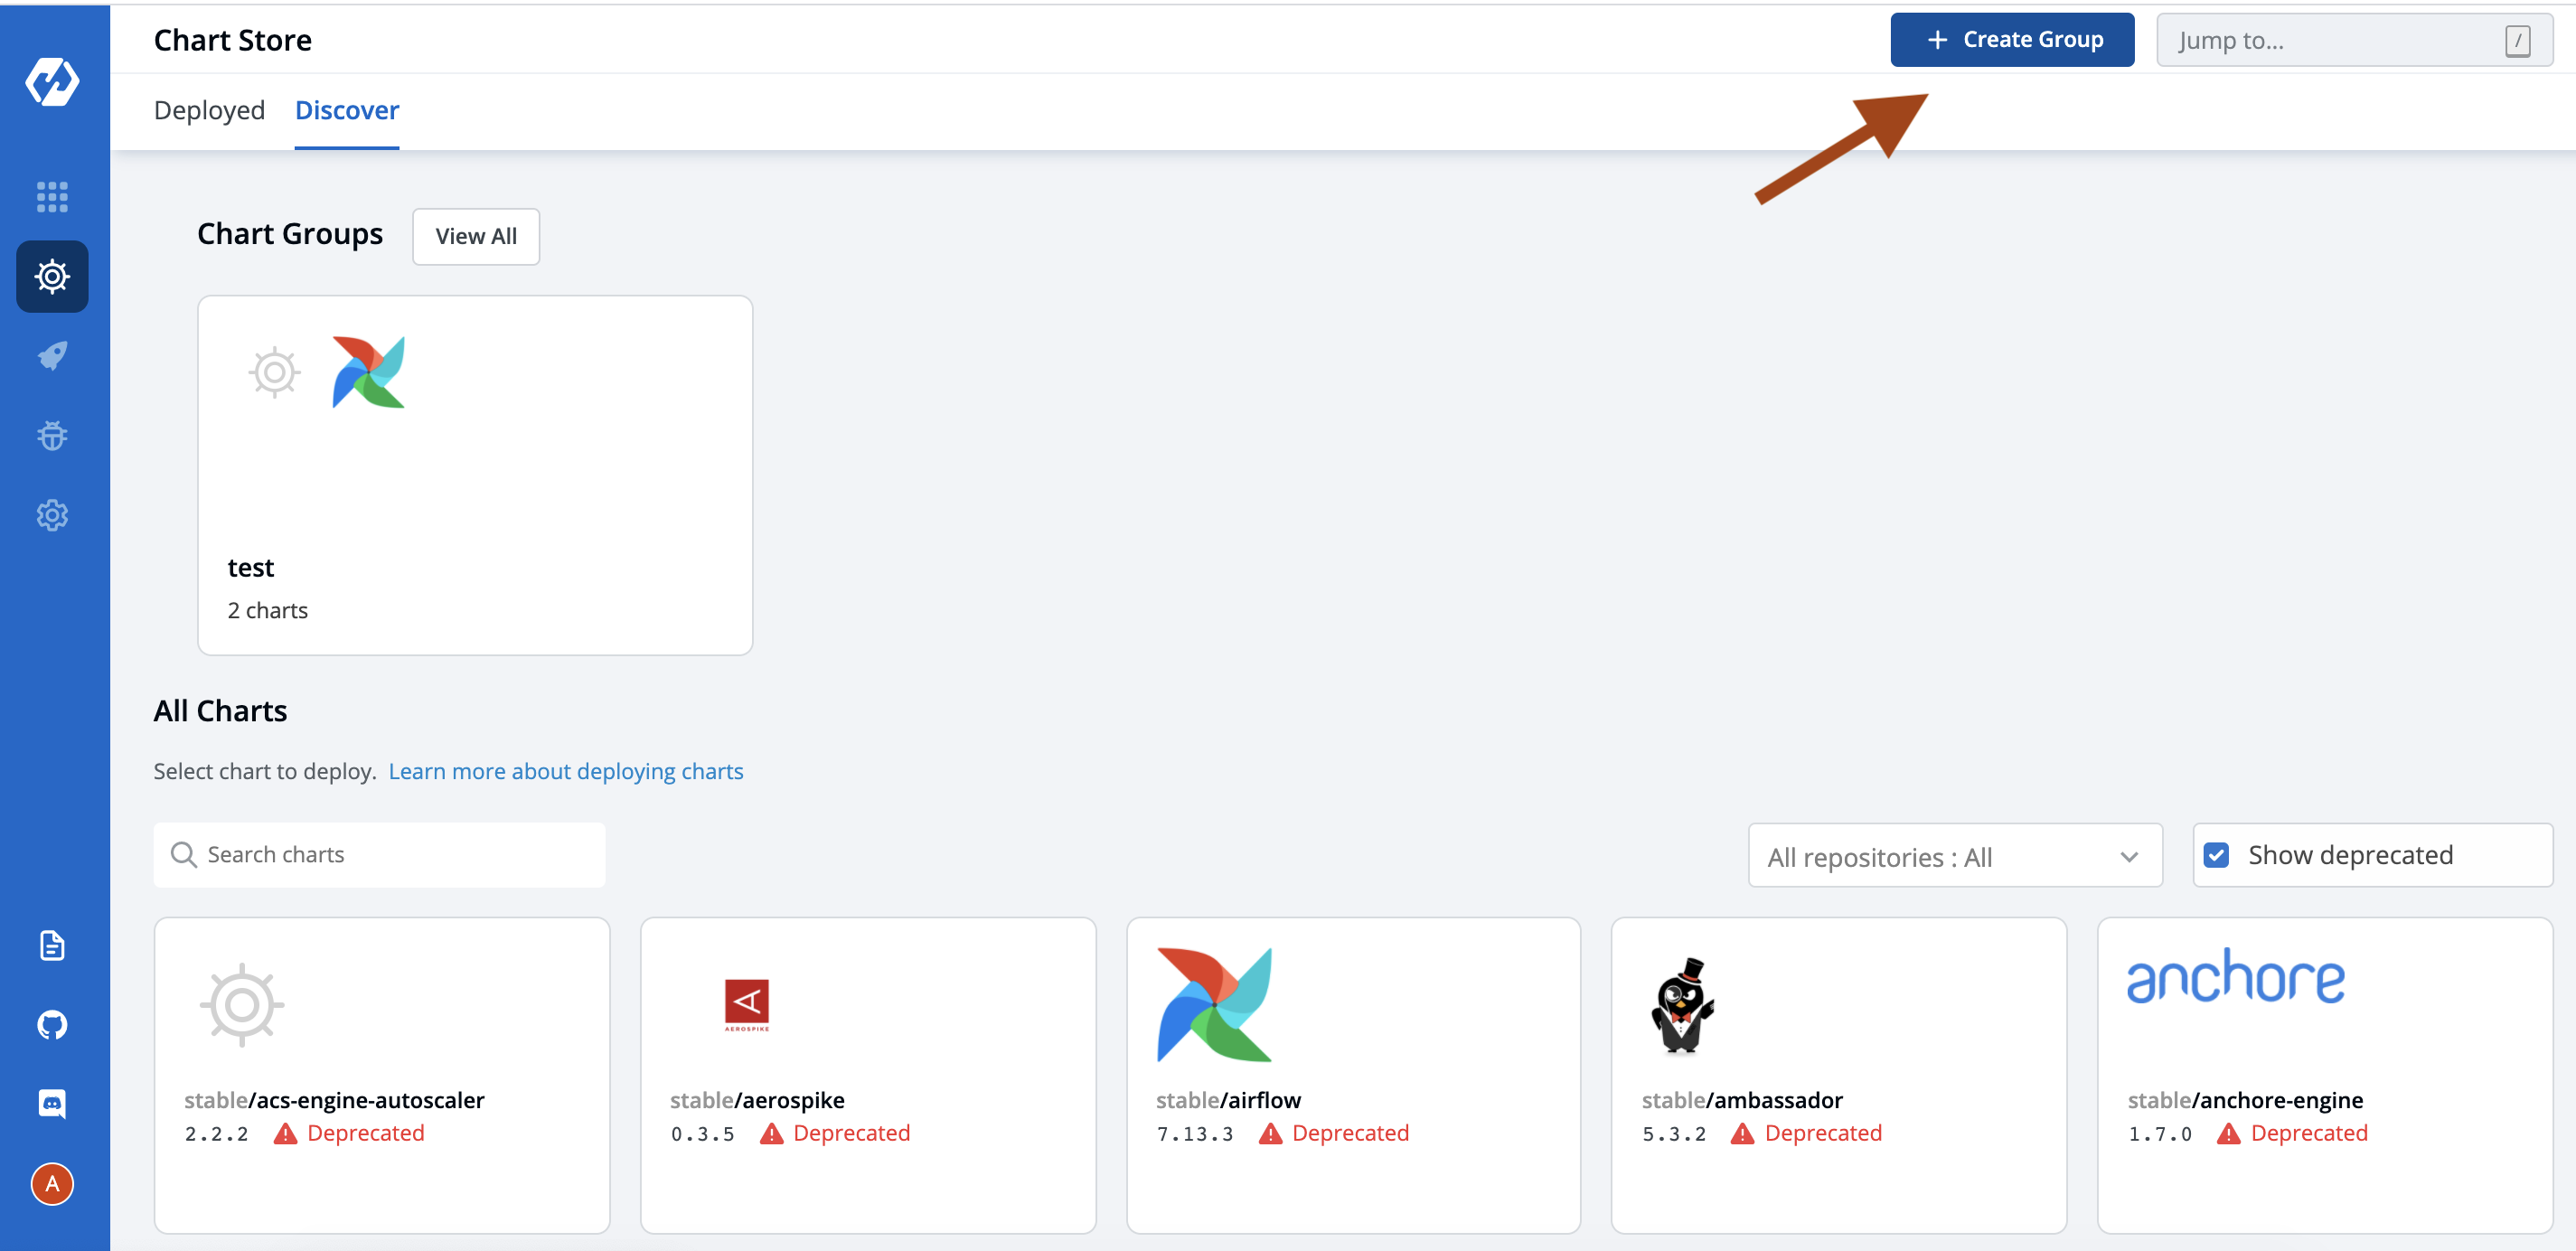 Chart Store
+ Create Group
Jump to...
/
Deployed
Discover
Chart Groups
View All
test
2 charts
All Charts
Select chart to deploy. Learn more about deploying charts
Search charts
All repositories : All
Show deprecated
AEROSPIKE
anchore
stable/acs-engine-autoscaler
2.2.2 Deprecated
stable/aerospike
0.3.5 Deprecated
stable/airflow
7.13.3 Deprecated
stable/ambassador
5.3.2 Deprecated
stable/anchore-engine
1.7.0 Deprecated
A